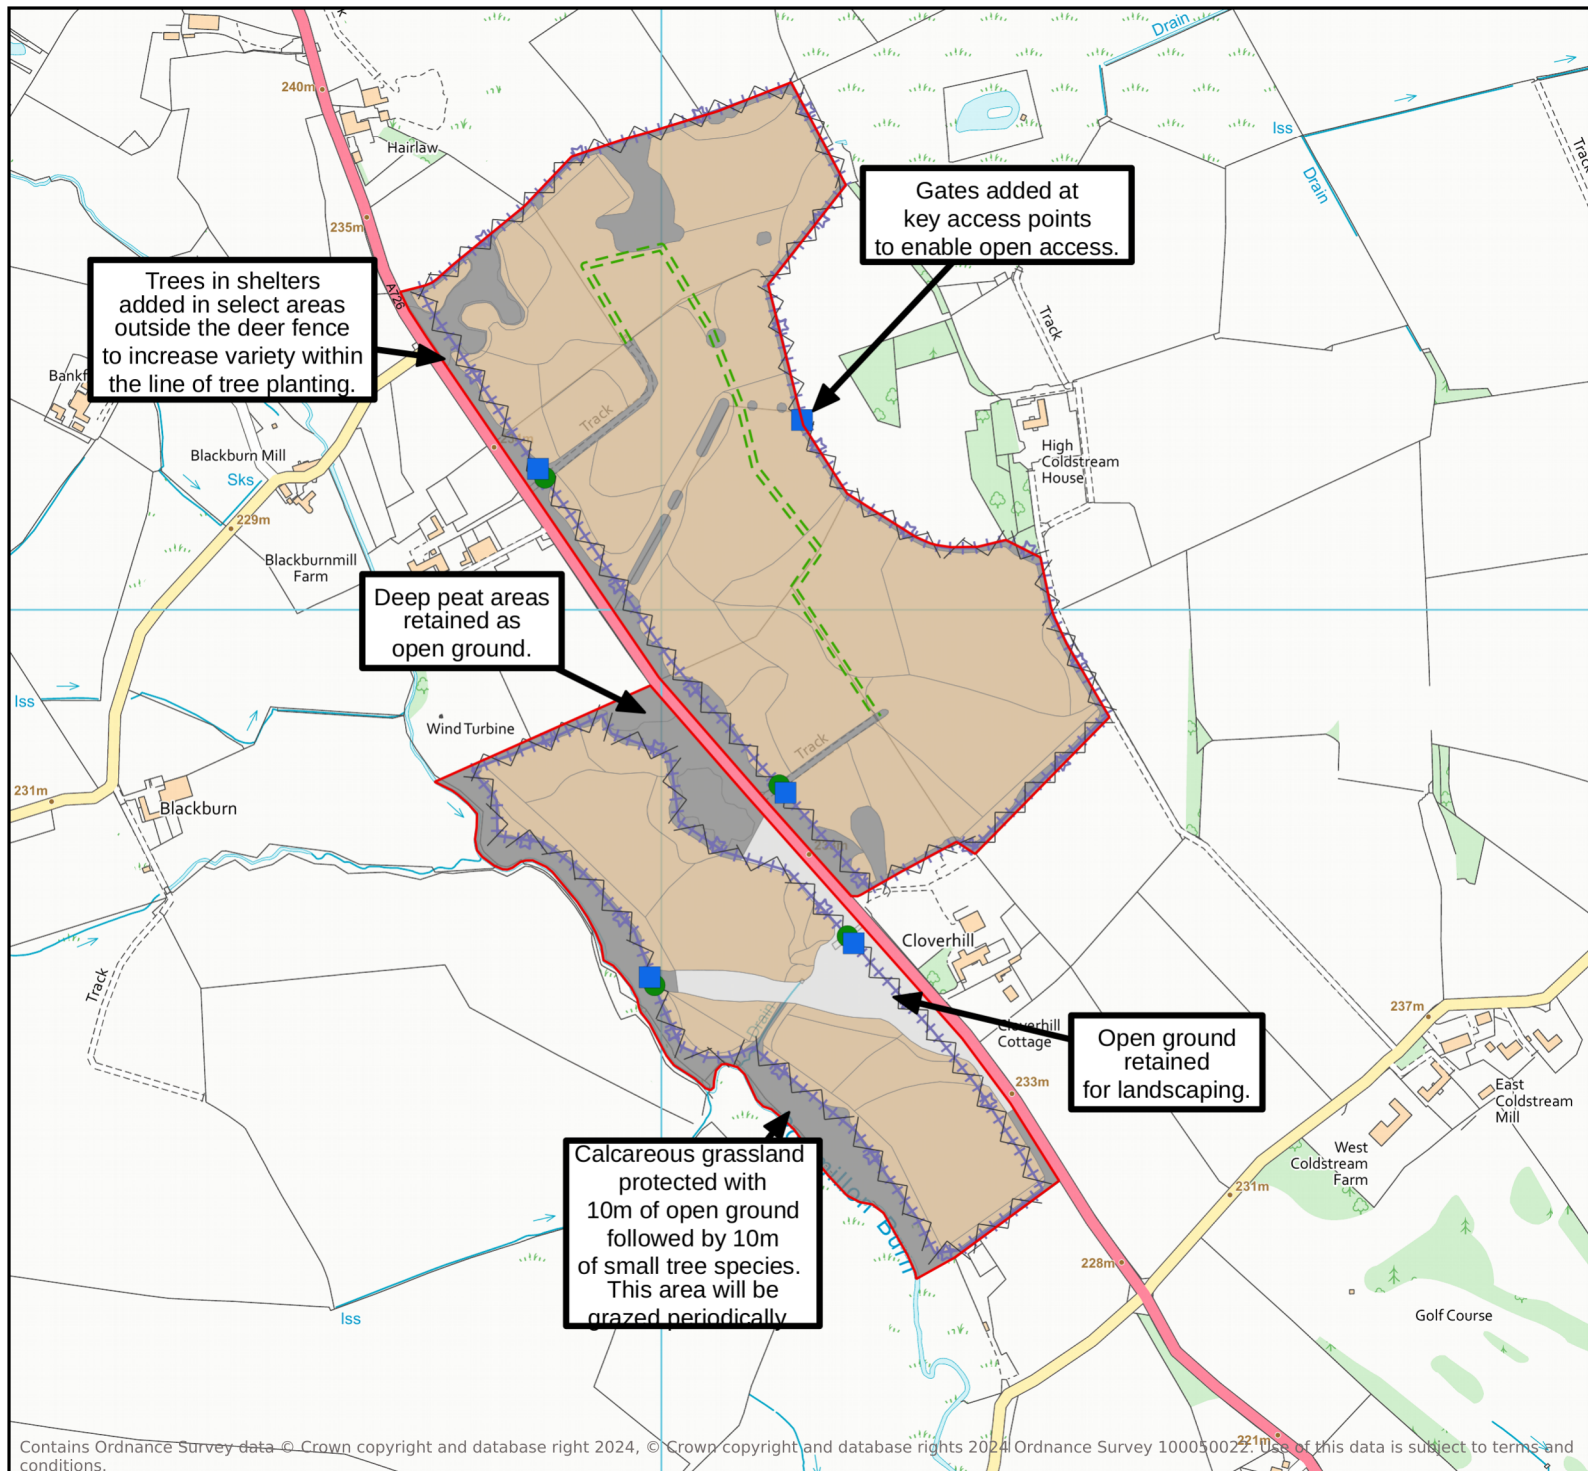 Drain
240m
Hairlaw
Iss
Drain
Track
235m
A726
Gates added at
key access points
to enable open access.
Trees in shelters
added in select areas
outside the deer fence
to increase variety within
the line of tree planting.
Track
Track
Blackburn Mill
Sks
229m
High
Coldstream
House
Blackburnmill
Farm
Deep peat areas
retained as
open ground.
Iss
Wind Turbine
Track
231m
Blackburn
Cloverhill
Track
Drain
Cloverhill
Cottage
Open ground
retained
for landscaping.
237m
233m
East
Coldstream
Mill
West
Coldstream
Farm
231m
Calcareous grassland
protected with
10m of open ground
followed by 10m
of small tree species.
This area will be
grazed periodically
Burn
228m
Iss
Golf Course
221m
Contains Ordnance Survey data © Crown copyright and database right 2024, © Crown copyright and database rights 2024 Ordnance Survey 100050022. Use of this data is subject to terms and
conditions.